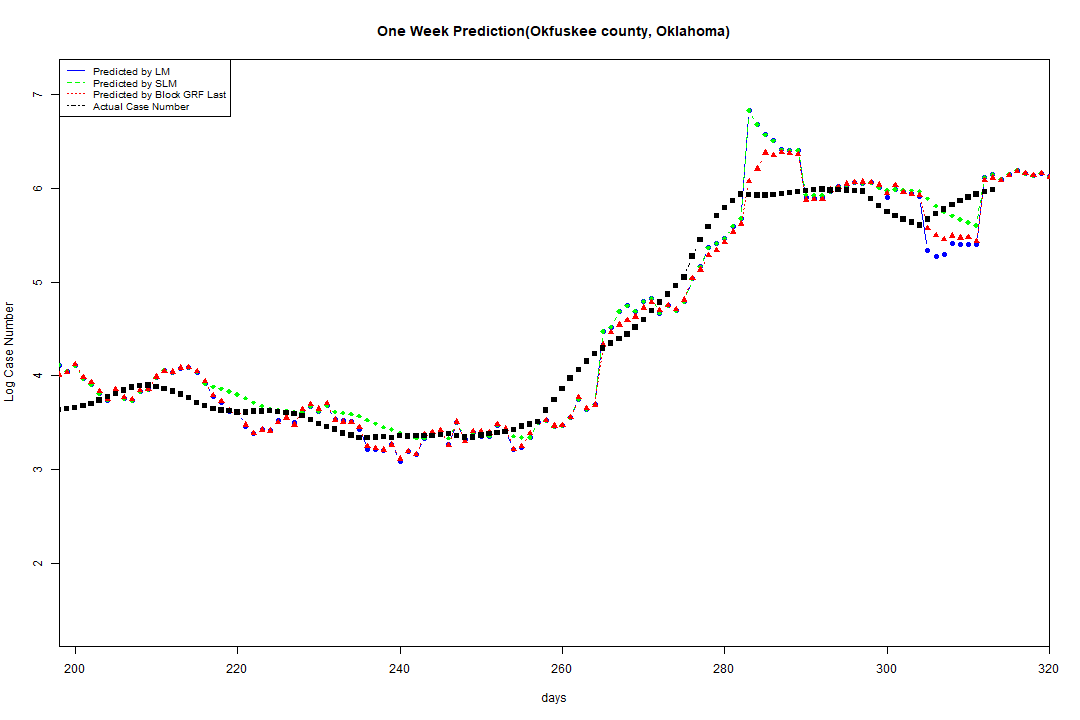 One Week Prediction(Okfuskee county, Oklahoma)
Predicted by LM
Predicted by SLM
Predicted by Block GRF Last
Actual Case Number
7
6
5
4
3
2
Log Case Number
200 220 240 260 280 300 320
days